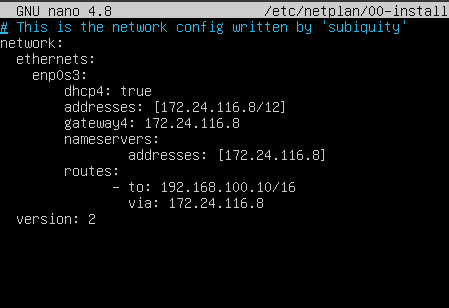 GNU nano 4.8 /etc/netplan/00-install
# This is the network config written by 'subiquity'
network:
  ethernets:
    enp0s3:
        dhcp4: true
        addresses: [172.24.116.8/12]
        gateway4: 172.24.116.8
        nameservers:
                addresses: [172.24.116.8]
        routes:
              - to: 192.168.100.10/16
                via: 172.24.116.8
  version: 2